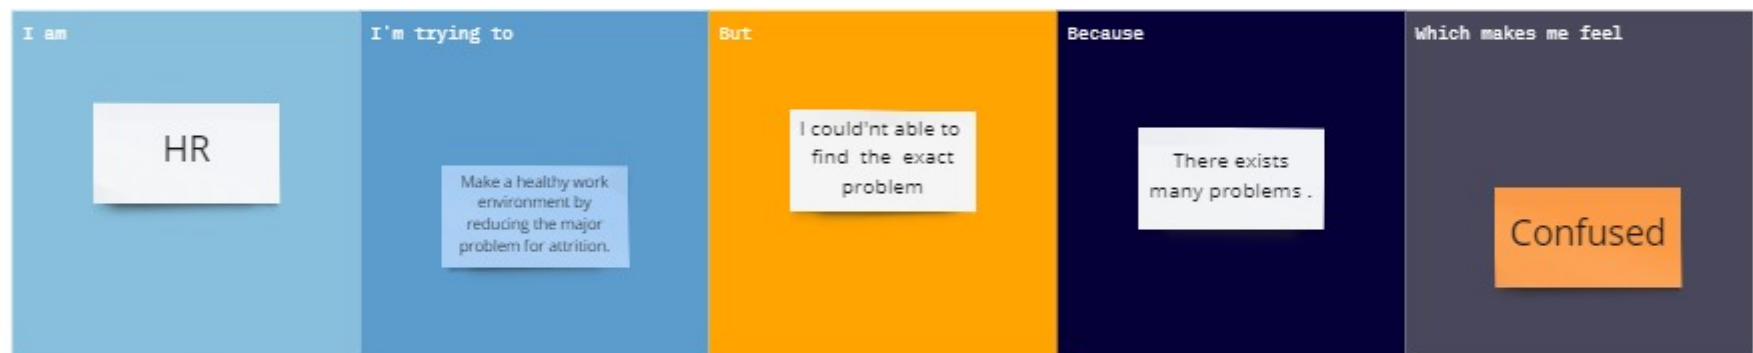 I am
HR
I'm trying to
Make a healthy work
environment by
reducing the major
problem for attrition.
But
I could'nt able to
find the exact
problem
Because
There exists
many problems .
Which makes me feel
Confused